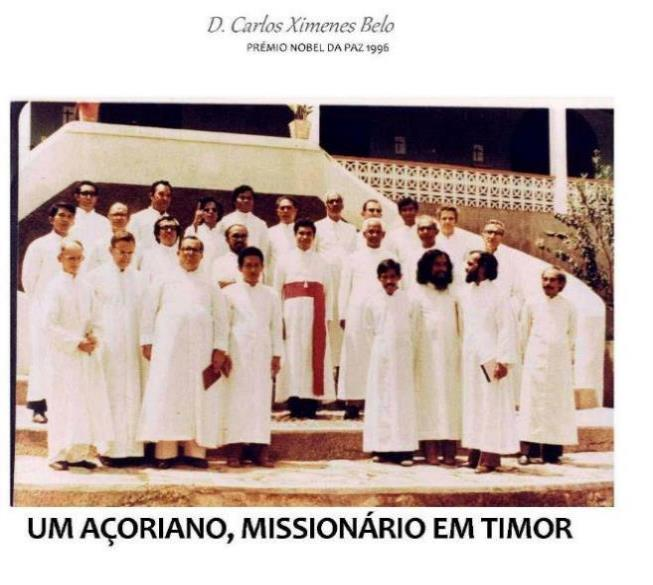 D. Carlos Ximenes Belo
PRÉMIO NOBEL DA PAZ 1996
UM AÇORIANO, MISSIONÁRIO EM TIMOR